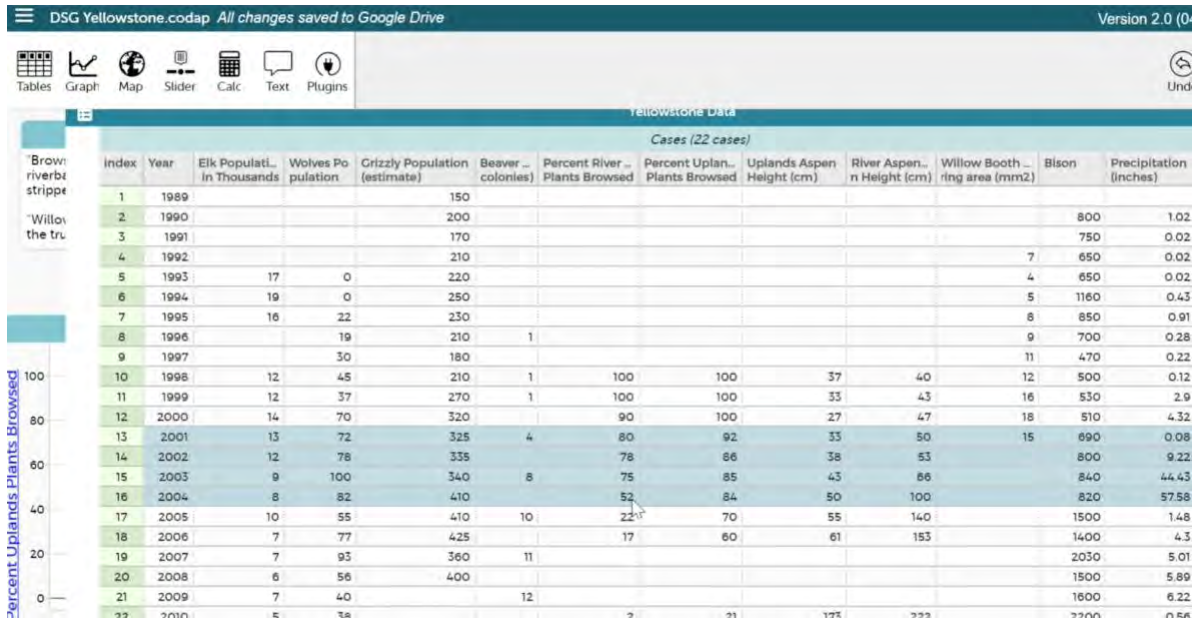 DSG Yellowstone.codap All changes saved to Google Drive Version 2.0 (04
Tables Graph Map Slider Calc Text Plugins Und
Yellowstone Data
Cases (22 cases)
"Brown
riverba
strippe
"Willov
the tru
index Year Elk Populati... in Thousands Wolves Po pulation Grizzly Population (estimate) Beaver ... colonies) Percent River ... Plants Browsed Percent Uplan... Plants Browsed Uplands Aspen Height (cm) River Aspen... n Height (cm) Willow Booth ... ring area (mm2) Bison Precipitation (inches)
1 1989 150
2 1990 200 800 1.02
3 1991 170 750 0.02
4 1992 210 7 650 0.02
5 1993 17 0 220 4 650 0.02
6 1994 19 0 250 5 1160 0.43
7 1995 16 22 230 8 850 0.91
8 1996 19 210 1 9 700 0.28
9 1997 30 180 11 470 0.22
10 1998 12 45 210 1 100 100 37 40 12 500 0.12
11 1999 12 37 270 1 100 100 33 43 16 530 2.9
12 2000 14 70 320 90 100 27 47 18 510 4.32
13 2001 13 72 325 4 80 92 33 50 15 690 0.08
14 2002 12 78 335 78 86 38 53 800 9.22
15 2003 9 100 340 8 75 85 43 66 840 44.43
16 2004 8 82 410 52 84 50 100 820 57.58
17 2005 10 55 410 10 22 70 55 140 1500 1.48
18 2006 7 77 425 17 60 61 153 1400 4.3
19 2007 7 93 360 11 2030 5.01
20 2008 6 56 400 1500 5.89
21 2009 7 40 12 1600 6.22
22 2010 5 38 2 21 173 222 2200 0.56
Percent Uplands Plants Browsed
100
80
60
40
20
0